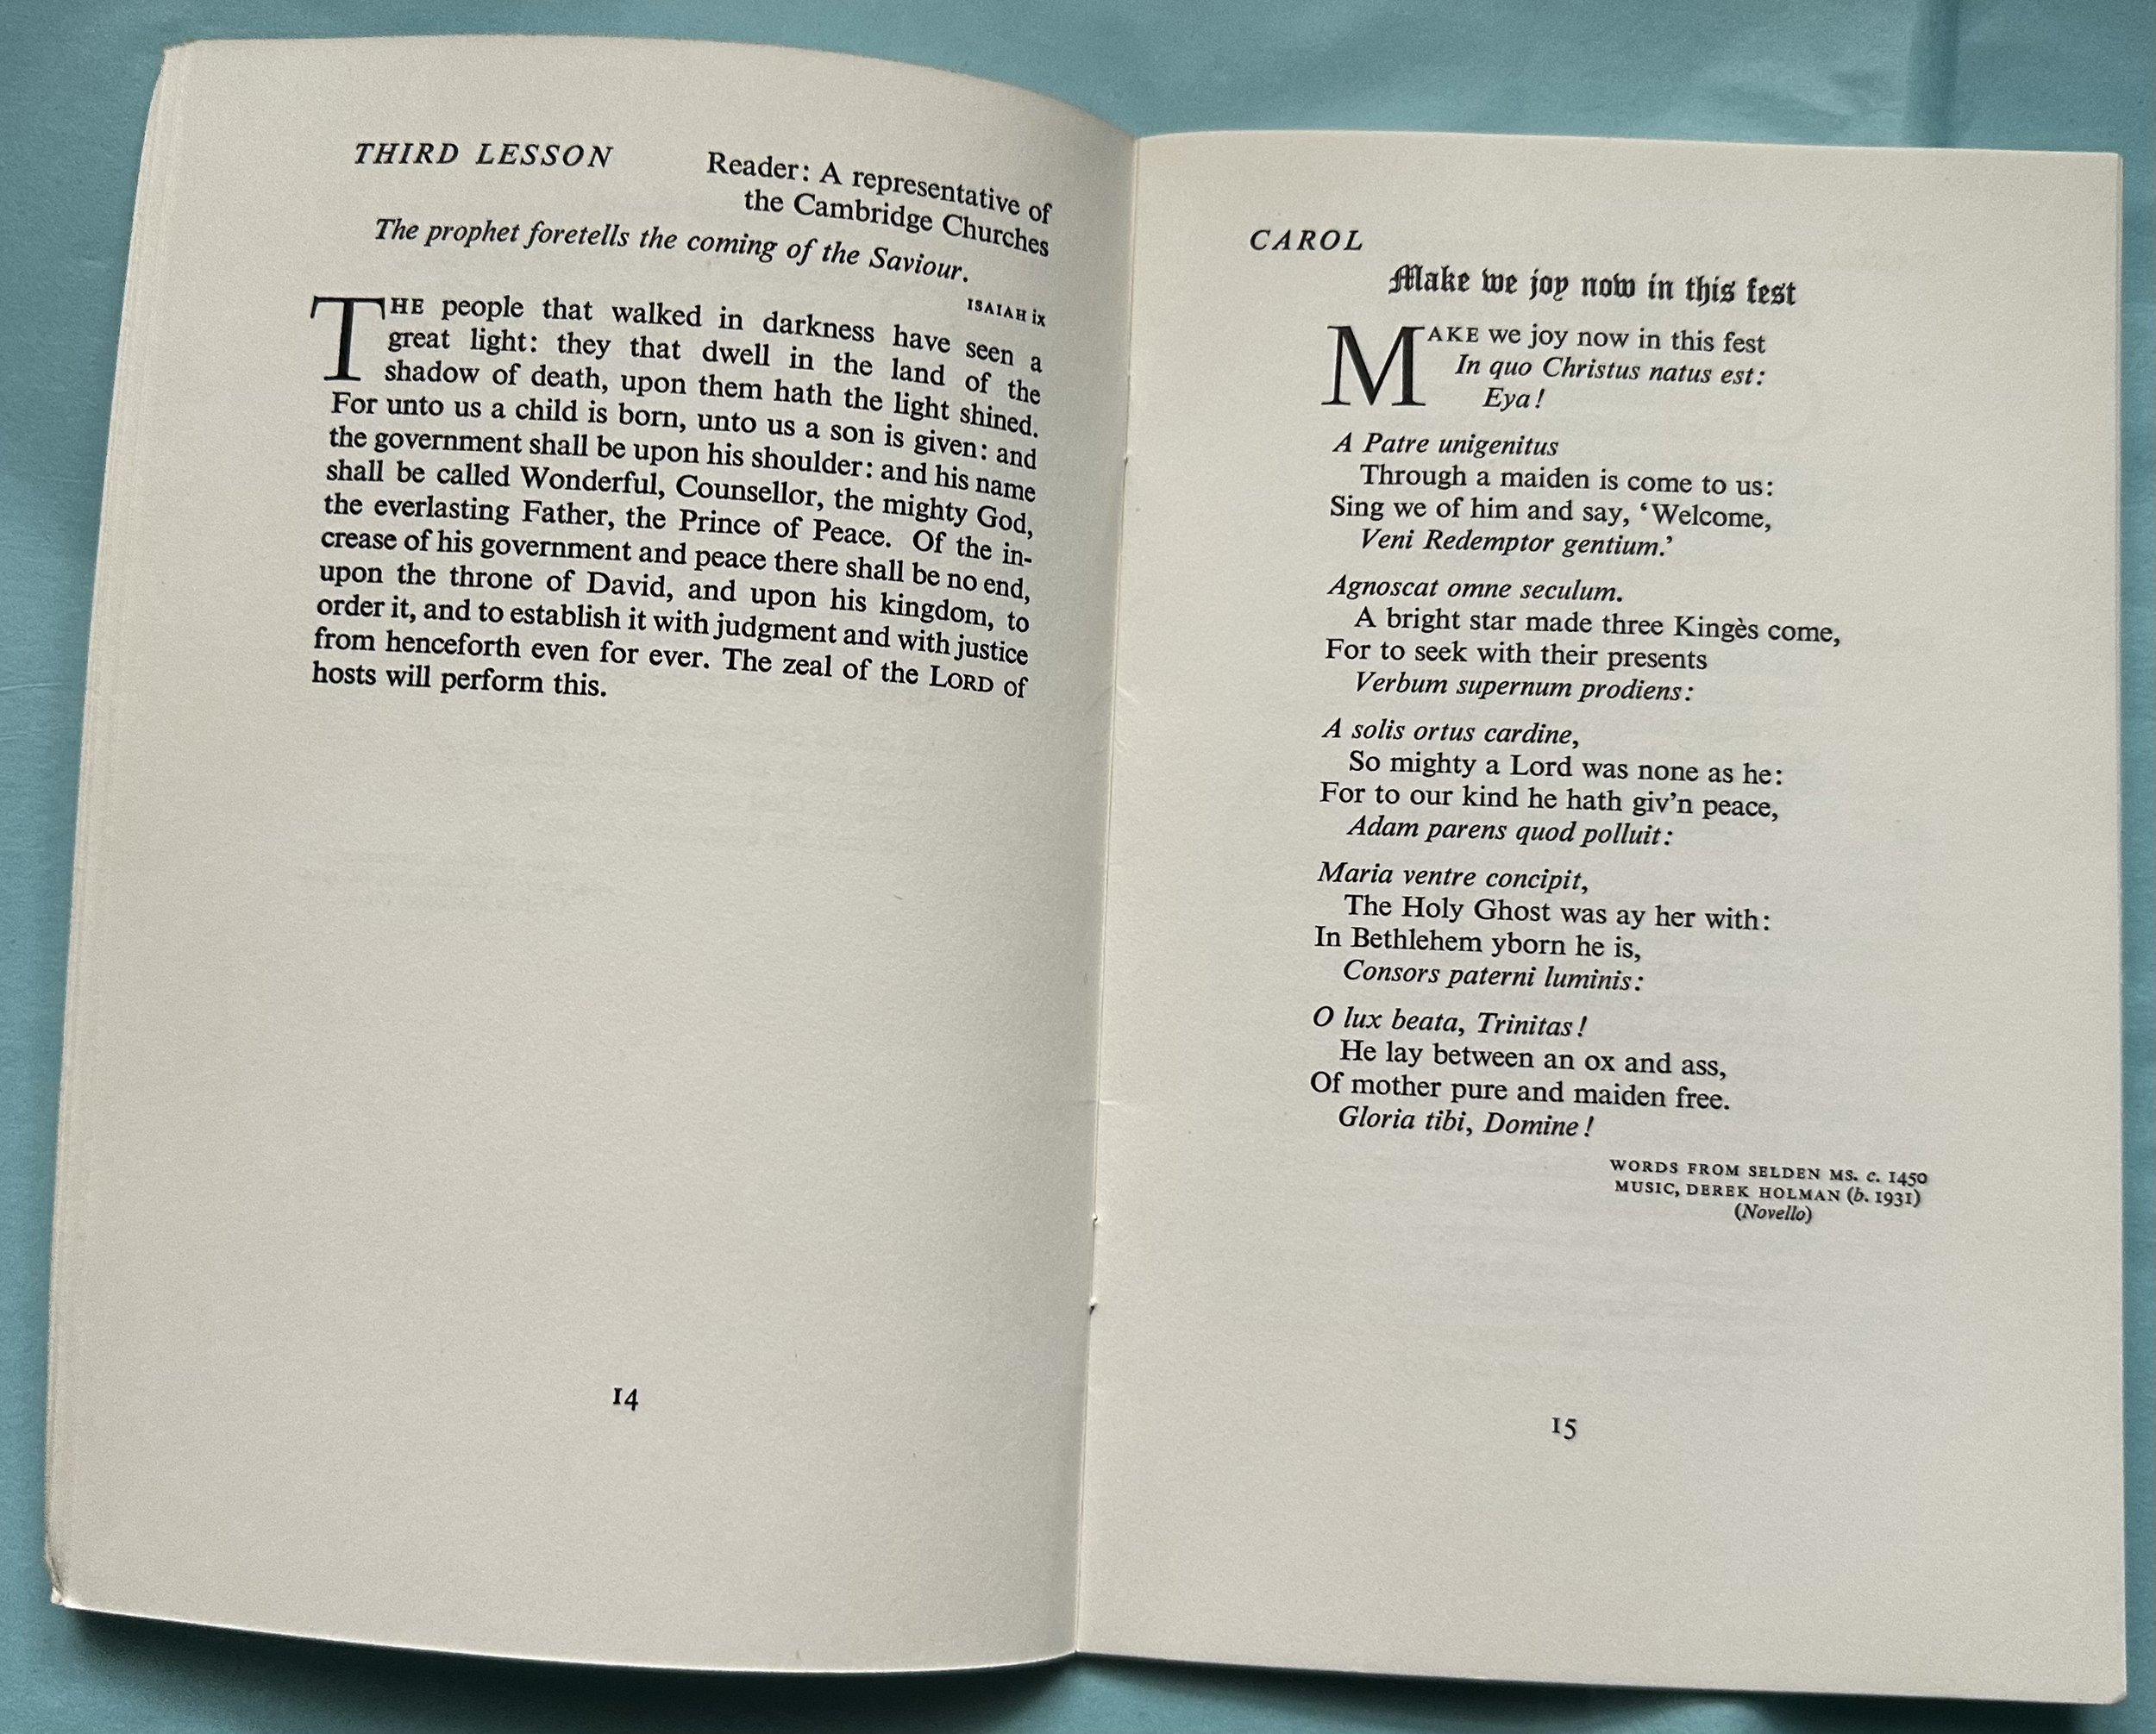 THIRD LESSON Reader: A representative of
the Cambridge Churches
The prophet foretells the coming of the Saviour.
ISAIAH ix
THE people that walked in darkness have seen a
great light: they that dwell in the land of the
shadow of death, upon them hath the light shined.
For unto us a child is born, unto us a son is given: and
the government shall be upon his shoulder: and his name
shall be called Wonderful, Counsellor, the mighty God,
the everlasting Father, the Prince of Peace. Of the in-
crease of his government and peace there shall be no end,
upon the throne of David, and upon his kingdom, to
order it, and to establish it with judgment and with justice
from henceforth even for ever. The zeal of the LORD of
hosts will perform this.
14
CAROL
Make we joy now in this fest
MAKE we joy now in this fest
In quo Christus natus est:
Eya!
A Patre unigenitus
Through a maiden is come to us:
Sing we of him and say, ‘Welcome,
Veni Redemptor gentium.’
Agnoscat omne seculum.
A bright star made three Kingès come,
For to seek with their presents
Verbum supernum prodiens:
A solis ortus cardine,
So mighty a Lord was none as he:
For to our kind he hath giv’n peace,
Adam parens quod polluit:
Maria ventre concipit,
The Holy Ghost was ay her with:
In Bethlehem yborn he is,
Consors paterni luminis:
O lux beata, Trinitas!
He lay between an ox and ass,
Of mother pure and maiden free.
Gloria tibi, Domine!
WORDS FROM SELDEN MS. c. 1450
MUSIC, DEREK HOLMAN (b. 1931)
(Novello)
15